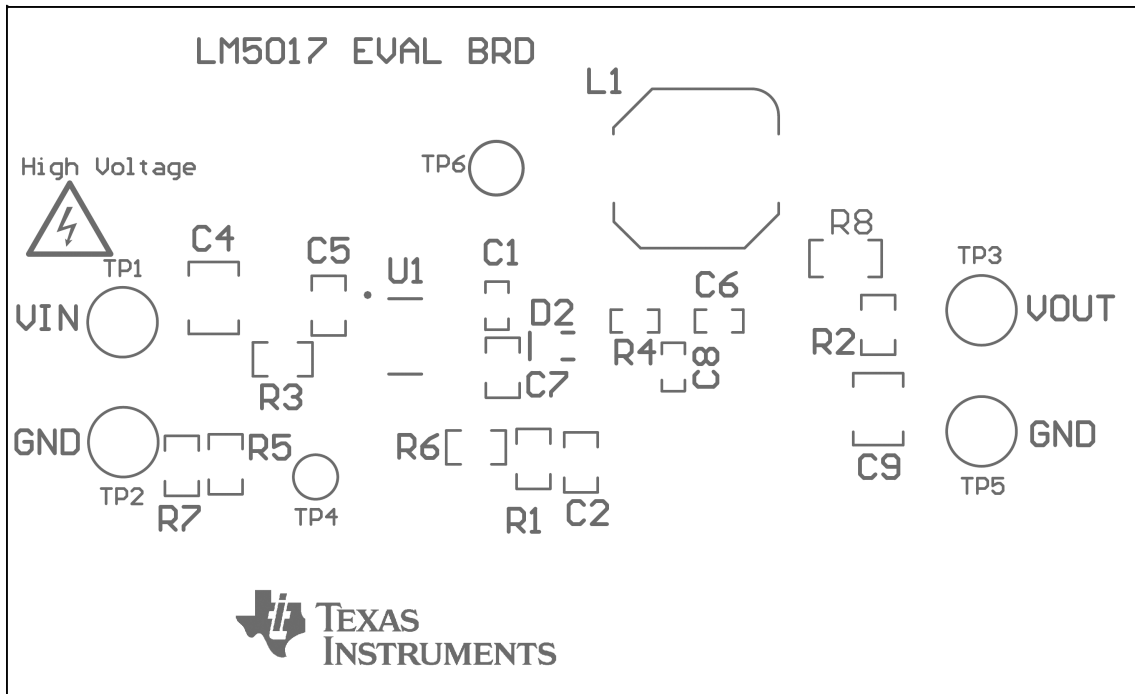 LM5017 EVAL BRD
L1
TP6
High Voltage
R8
C4
C5
C1
TP3
TP1
U1
C6
VIN
D2
VOUT
R4
R2
C8
R3
C7
GND
R5
R6
GND
C9
TP2
TP4
R7
R1
C2
TP5
TEXAS
INSTRUMENTS